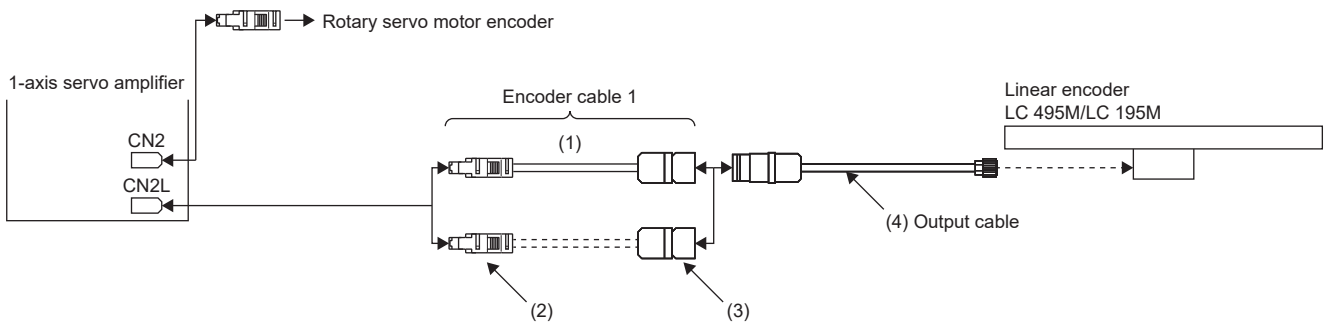 Rotary servo motor encoder
1-axis servo amplifier
CN2
CN2L
Encoder cable 1
(1)
(2)
(3)
(4) Output cable
Linear encoder
LC 495M/LC 195M